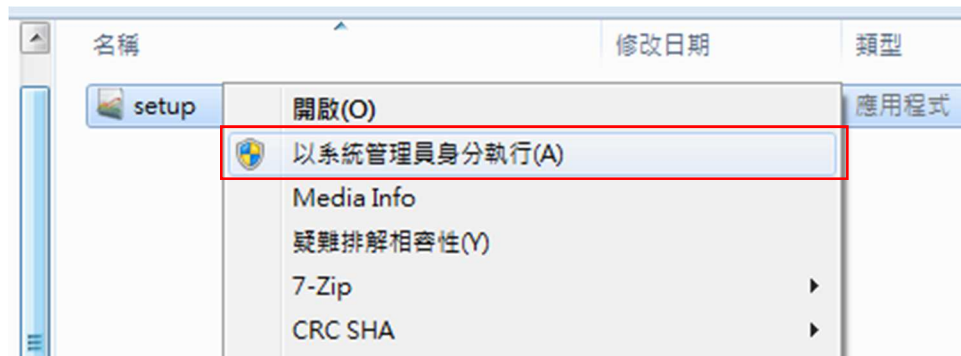 名稱 修改日期 類型
setup 應用程式
開啟(O)
以系統管理員身分執行(A)
Media Info
疑難排解相容性(Y)
7-Zip
CRC SHA